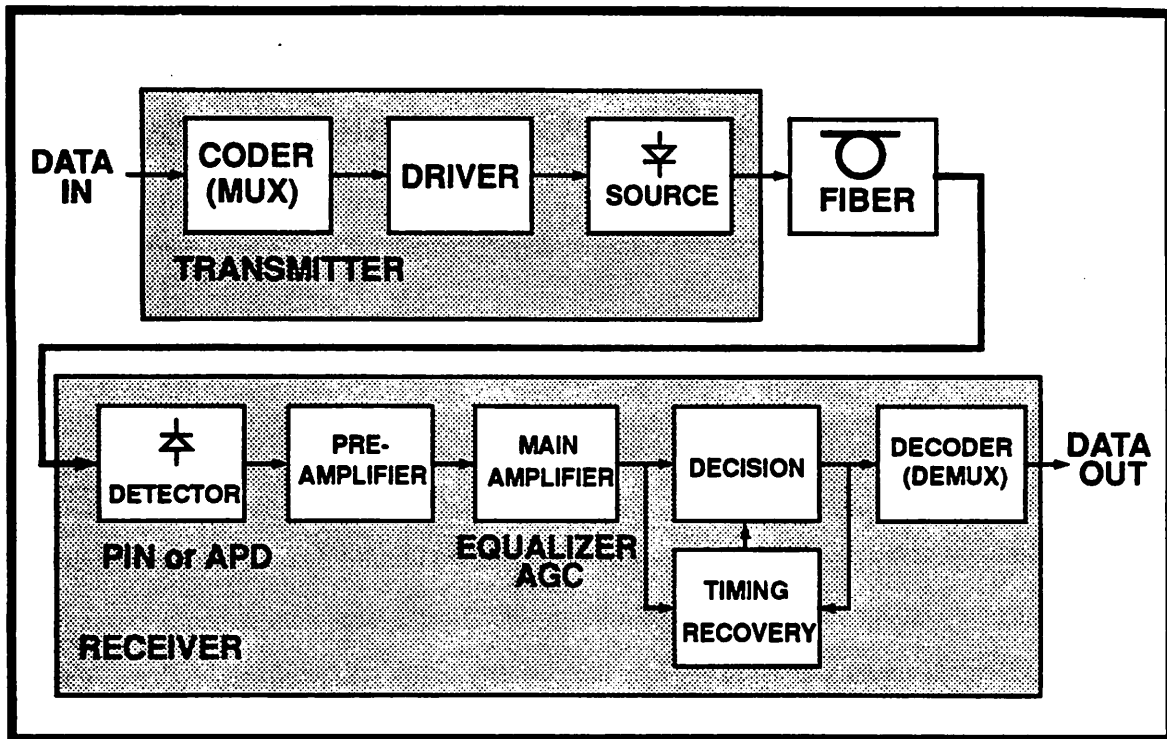 DATA
IN
CODER
(MUX)
DRIVER
SOURCE
FIBER
TRANSMITTER
DETECTOR
PRE-
AMPLIFIER
MAIN
AMPLIFIER
DECISION
DECODER
(DEMUX)
DATA
OUT
PIN or APD
EQUALIZER
AGC
TIMING
RECOVERY
RECEIVER